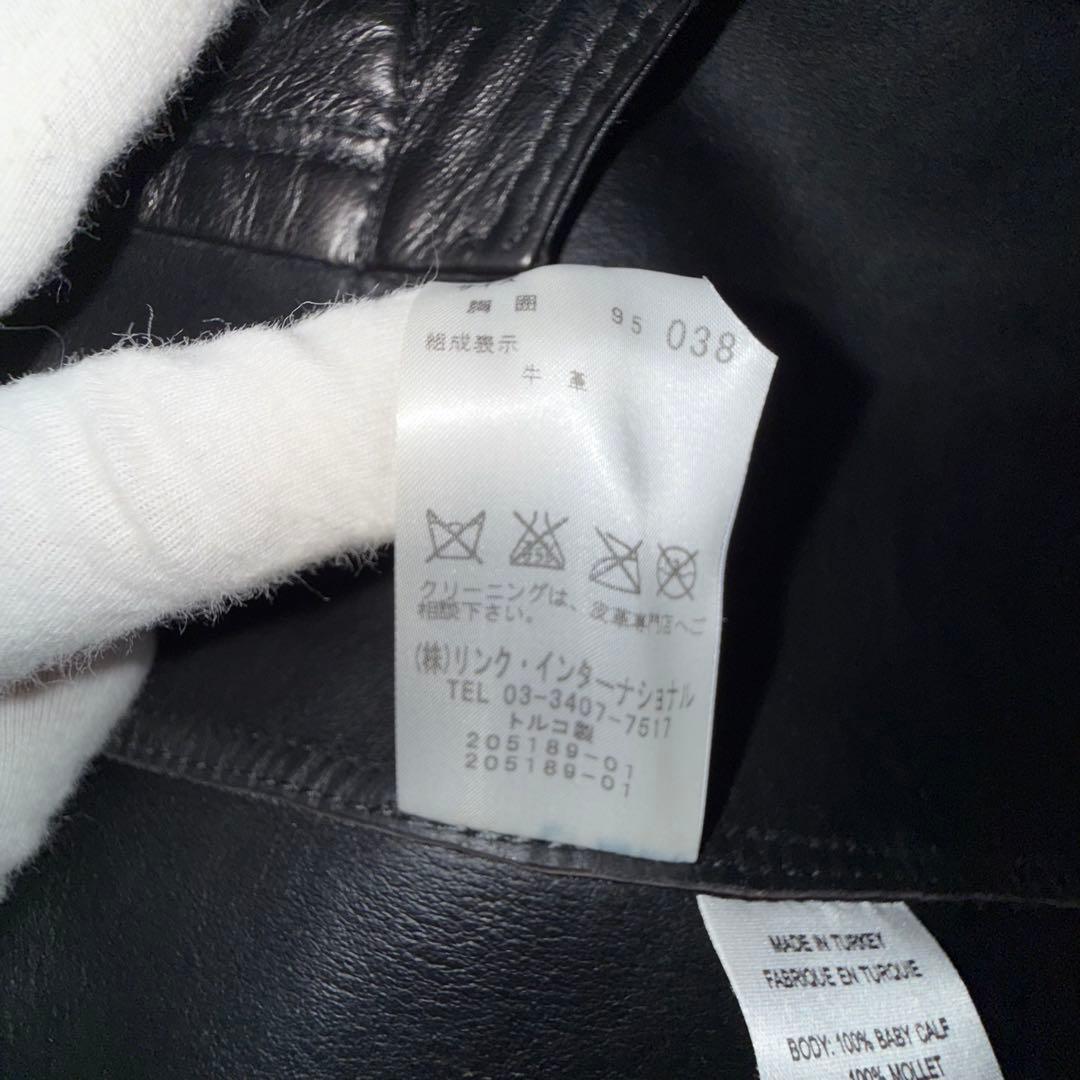 胸囲 95 038
組成表示
牛革
クリーニングは、皮革専門店へご
相談下さい。
(株)リンク・インターナショナル
TEL 03-3407-7517
トルコ製
205189-01
205189-01
MADE IN TURKEY
FABRIQUE EN TURQUIE
BODY: 100% BABY CALF
100% MOLLET